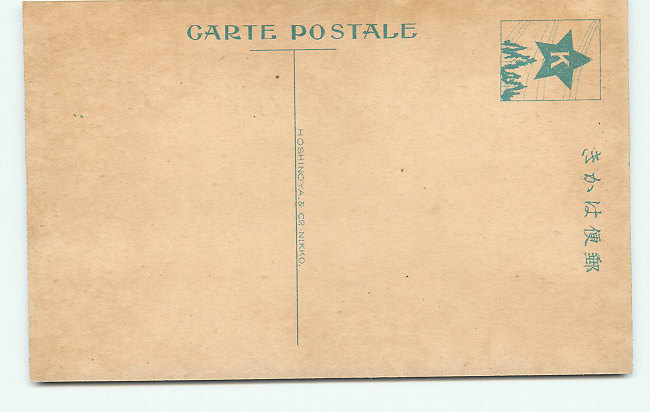 CARTE POSTALE
K
HOSHINOYA. & Co. NIKKO.
きかは便郵